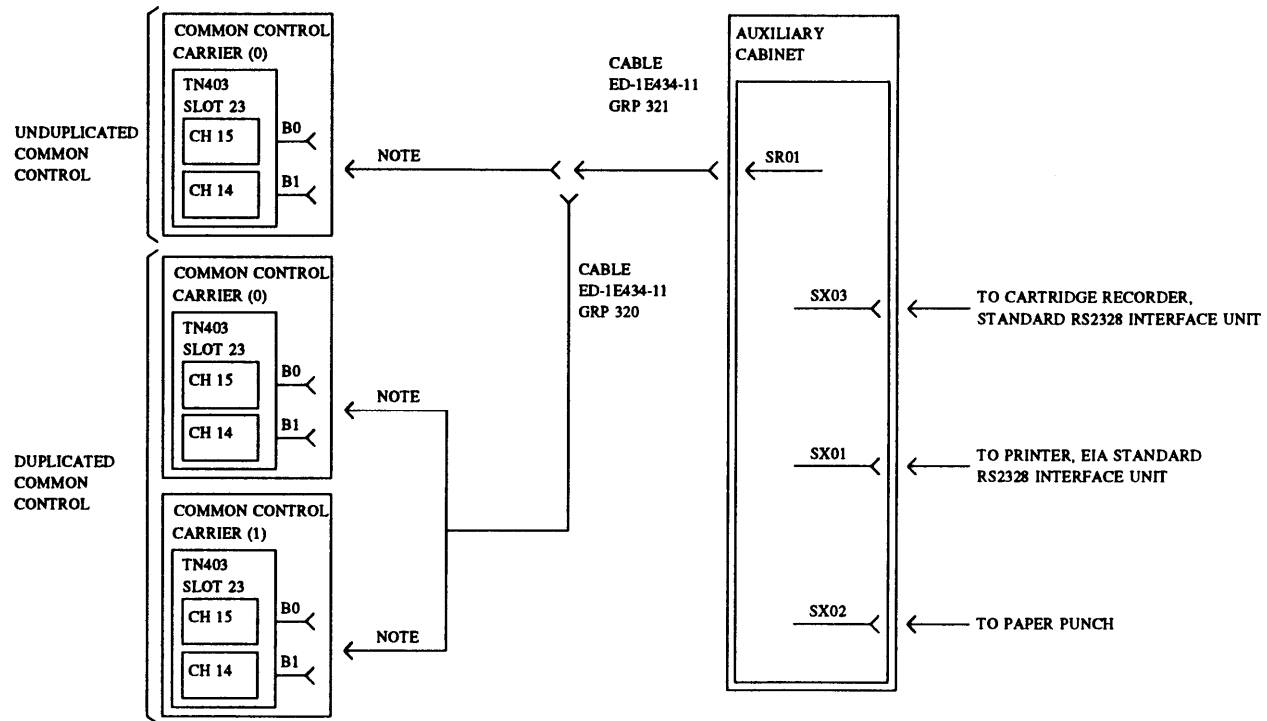 UNDUPLICATED
COMMON
CONTROL
COMMON CONTROL
CARRIER (0)
TN403
SLOT 23
CH 15
B0
CH 14
B1
NOTE
CABLE
ED-1E434-11
GRP 321
DUPLICATED
COMMON
CONTROL
COMMON CONTROL
CARRIER (0)
TN403
SLOT 23
CH 15
B0
CH 14
B1
NOTE
CABLE
ED-1E434-11
GRP 320
COMMON CONTROL
CARRIER (1)
TN403
SLOT 23
CH 15
B0
CH 14
B1
NOTE
AUXILIARY
CABINET
SR01
SX03
TO CARTRIDGE RECORDER,
STANDARD RS2328 INTERFACE UNIT
SX01
TO PRINTER, EIA STANDARD
RS2328 INTERFACE UNIT
SX02
TO PAPER PUNCH